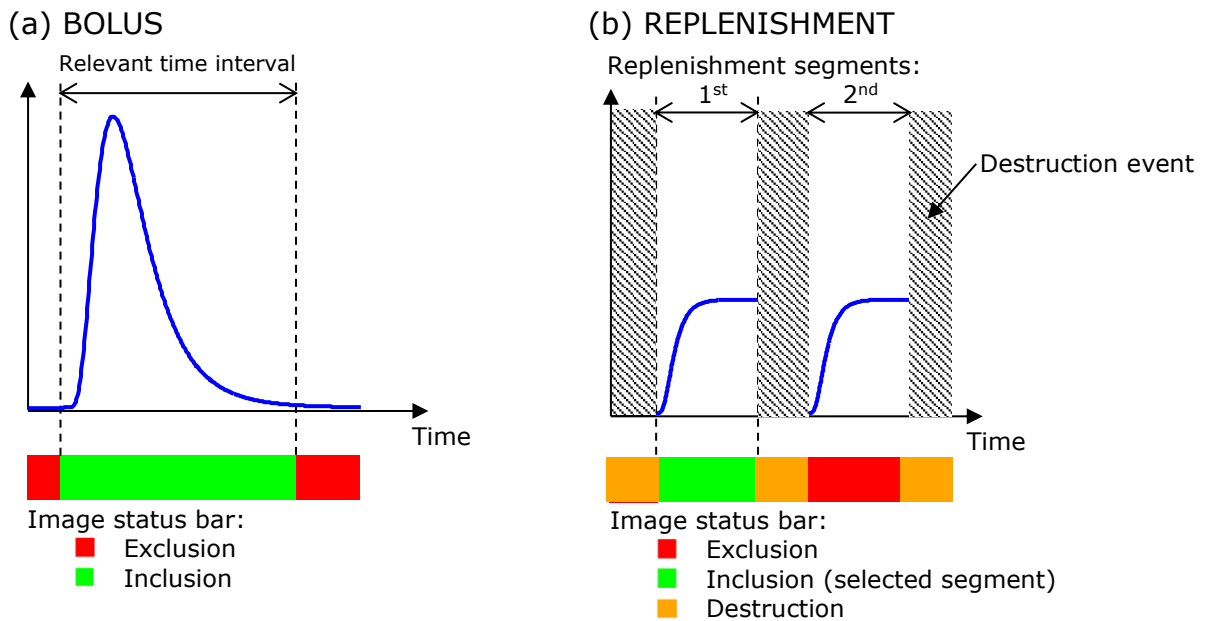 (a) BOLUS
Relevant time interval
Time
Image status bar:
Exclusion
Inclusion
(b) REPLENISHMENT
Replenishment segments:
1st
2nd
Destruction event
Time
Image status bar:
Exclusion
Inclusion (selected segment)
Destruction